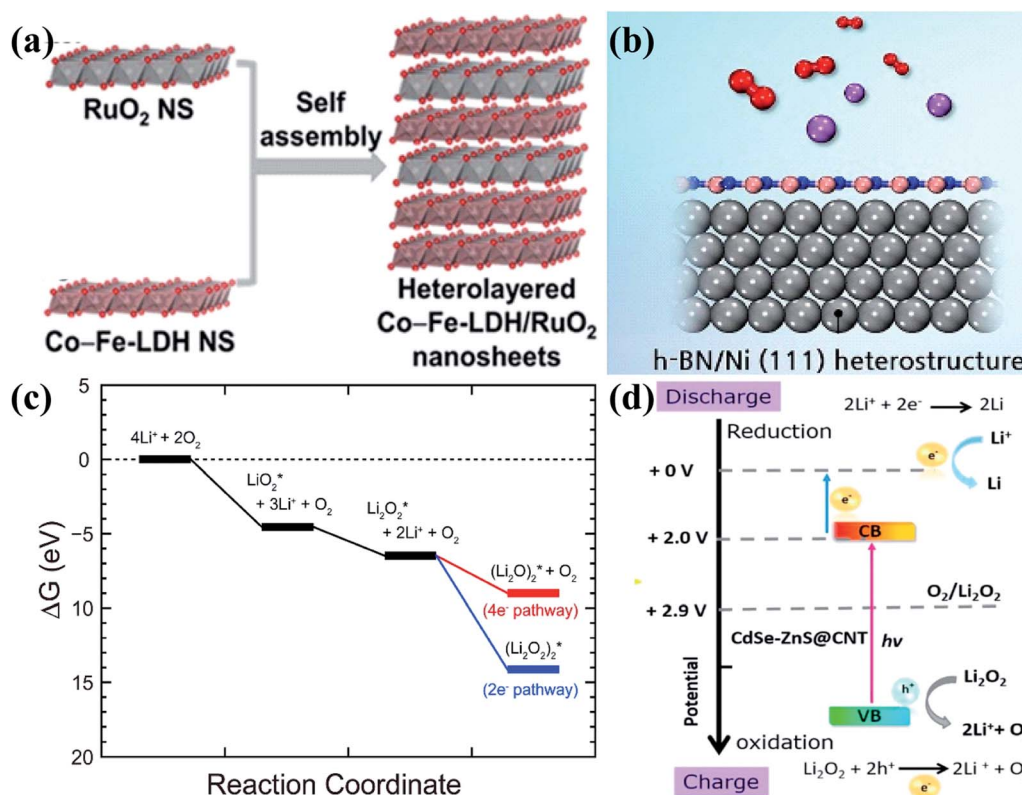 (a)
RuO₂ NS
Self
assembly
Co–Fe-LDH NS
Heterolayered
Co–Fe-LDH/RuO₂
nanosheets
(b)
h-BN/Ni (111) heterostructure
(c)
5
0
−5
10
15
20
ΔG (eV)
4Li⁺ + 2O₂
LiO₂*
+ 3Li⁺ + O₂
Li₂O₂*
+ 2Li⁺ + O₂
(Li₂O)₂* + O₂
(4e⁻ pathway)
(Li₂O₂)₂*
(2e⁻ pathway)
Reaction Coordinate
(d)
Discharge
2Li⁺ + 2e⁻ → 2Li
Reduction
e⁻
Li⁺
Li
+ 0 V
e⁻
CB
+ 2.0 V
O₂/Li₂O₂
+ 2.9 V
CdSe-ZnS@CNT
hv
Potential
h⁺
VB
Li₂O₂
2Li⁺+ O
oxidation
Li₂O₂ + 2h⁺ → 2Li⁺ + O
Charge
e⁻